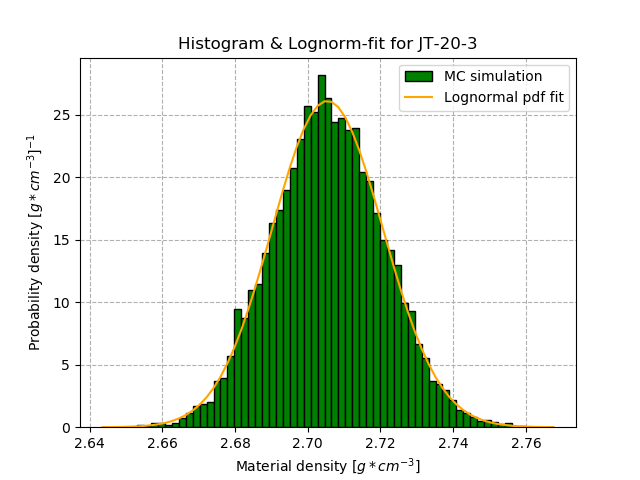 Histogram & Lognorm-fit for JT-20-3
MC simulation
Lognormal pdf fit
Probability density [g * cm⁻³]⁻¹
25
20
15
10
5
0
2.64 2.66 2.68 2.70 2.72 2.74 2.76
Material density [g * cm⁻³]